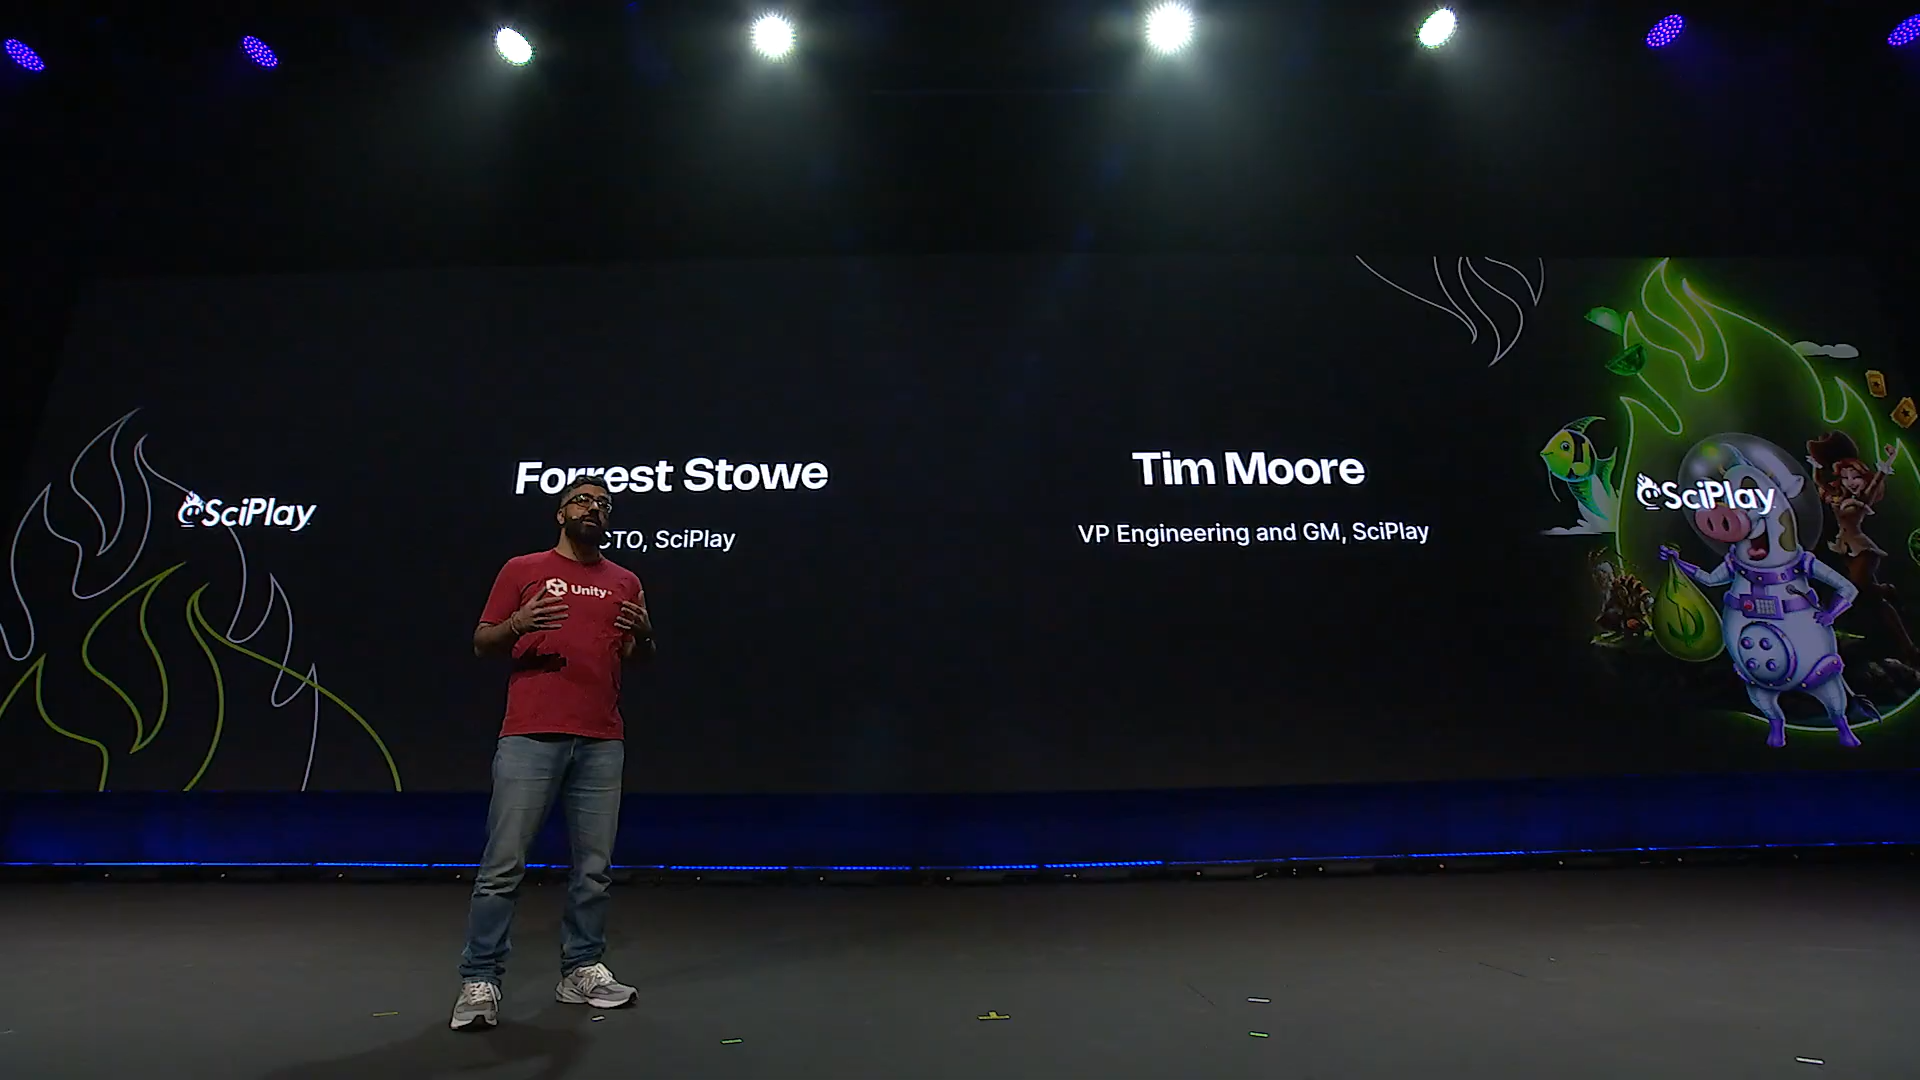 Forrest Stowe
CTO, SciPlay
Tim Moore
VP Engineering and GM, SciPlay
SciPlay
SciPlay
Unity